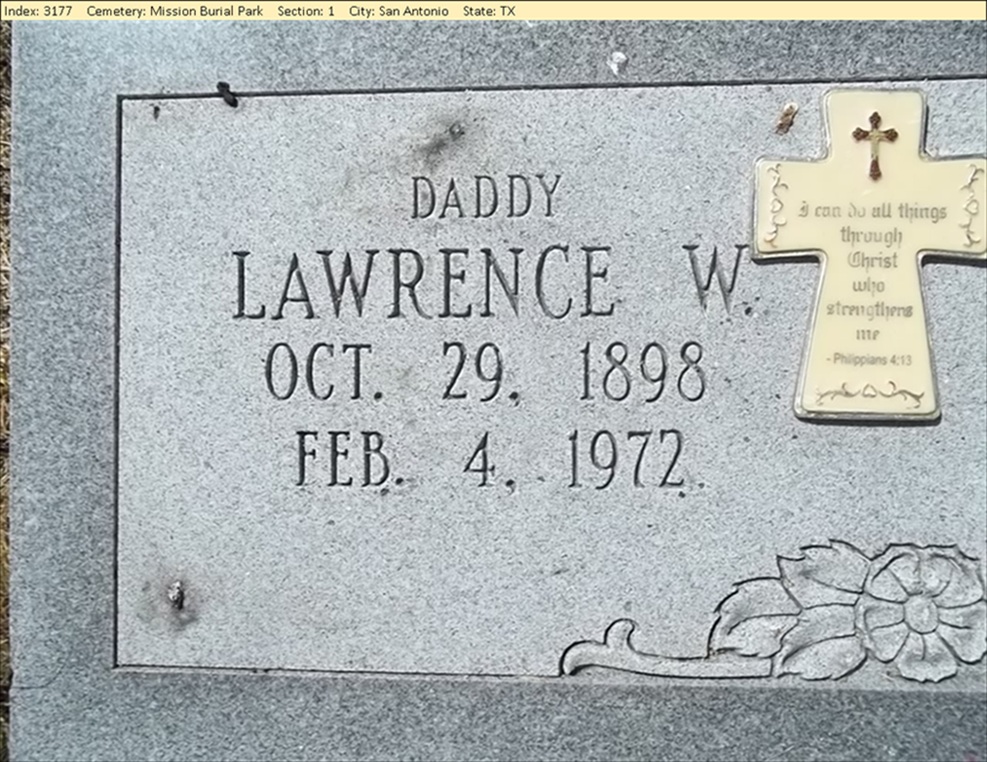 Index: 3177 Cemetery: Mission Burial Park Section: 1 City: San Antonio State: TX
DADDY
LAWRENCE W.
OCT. 29, 1898
FEB. 4, 1972
I can do all things
through
Christ
who
strengthens
me
- Philippians 4:13